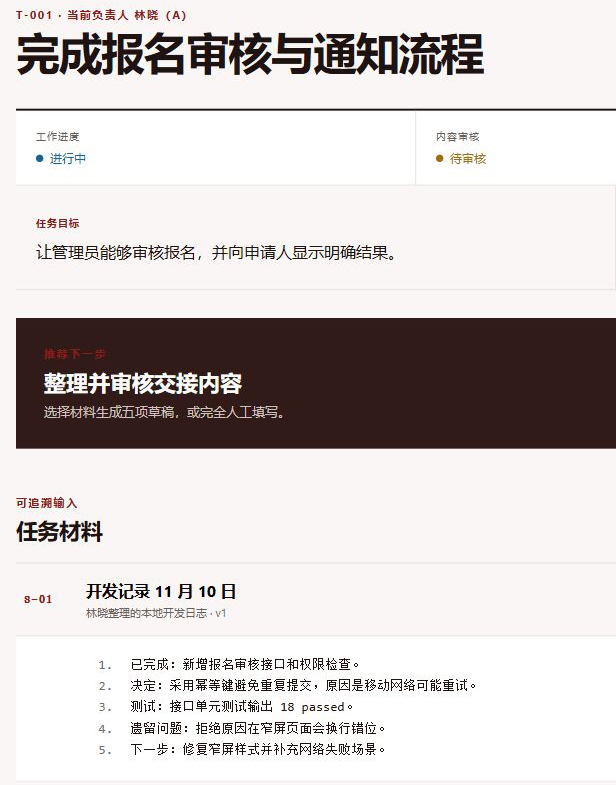 T-001 · 当前负责人 林晓 (A)
完成报名审核与通知流程
工作进度
内容审核
● 进行中
● 待审核
任务目标
让管理员能够审核报名，并向申请人显示明确结果。
推荐下一步
整理并审核交接内容
选择材料生成五项草稿，或完全人工填写。
可追溯输入
任务材料
S-01
开发记录 11 月 10 日
林晓整理的本地开发日志 · v1
1. 已完成：新增报名审核接口和权限检查。
2. 决定：采用幂等键避免重复提交，原因是移动网络可能重试。
3. 测试：接口单元测试输出 18 passed。
4. 遗留问题：拒绝原因在窄屏页面会换行错位。
5. 下一步：修复窄屏样式并补充网络失败场景。